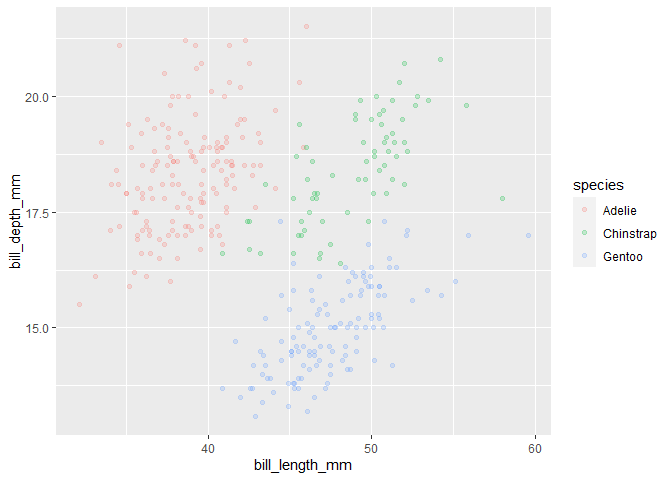 20.0
17.5
15.0
bill_depth_mm
40
50
60
bill_length_mm
species
Adelie
Chinstrap
Gentoo